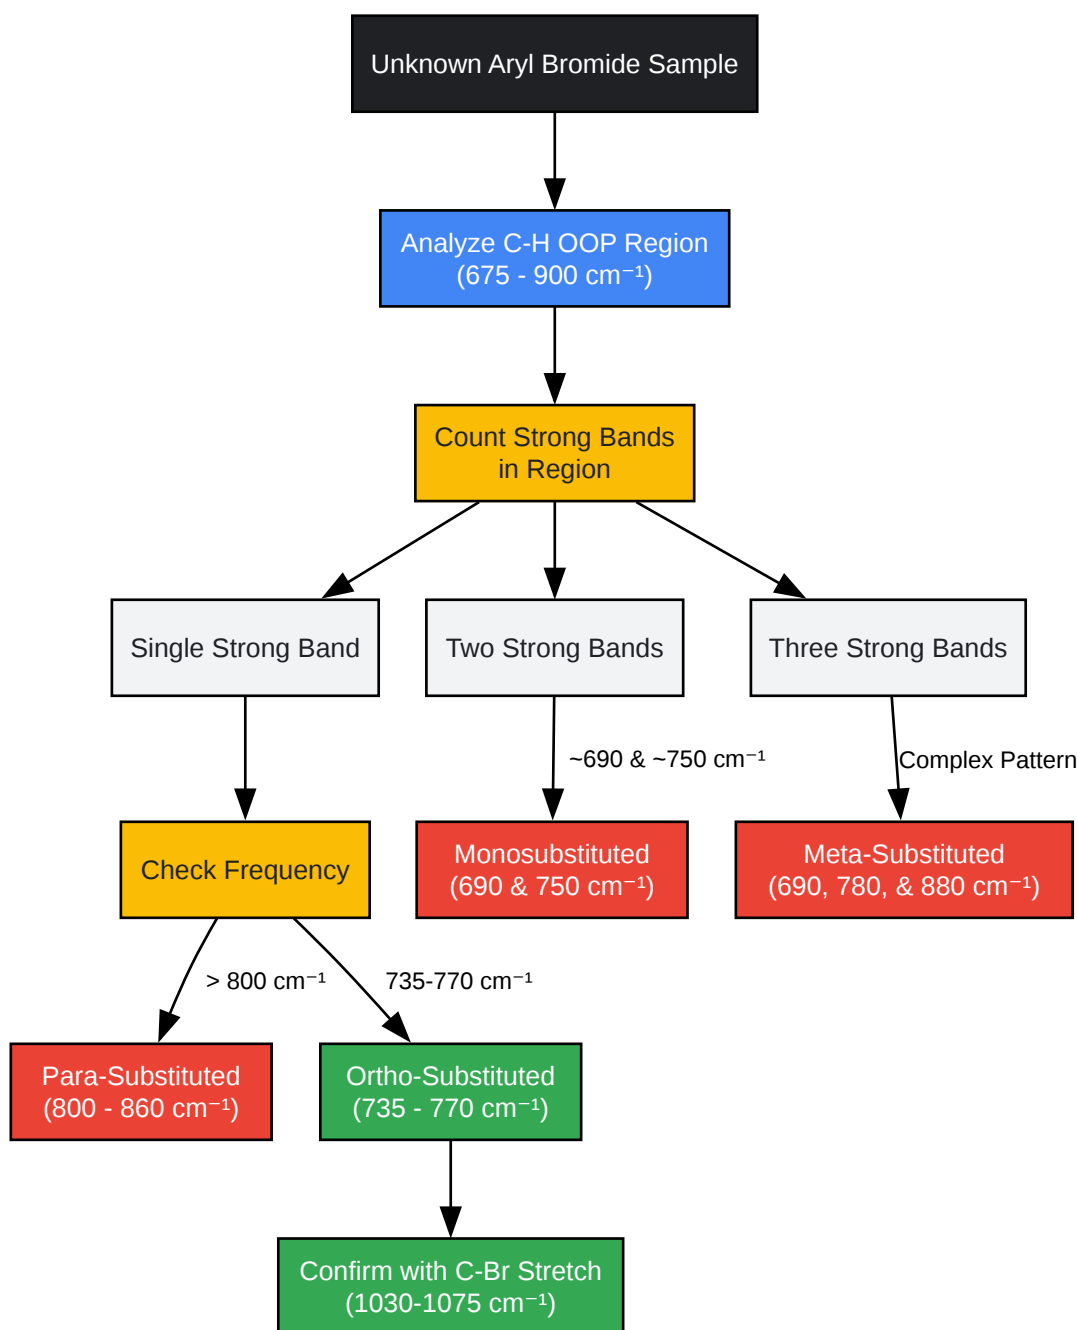 Unknown Aryl Bromide Sample
Analyze C-H OOP Region
(675 - 900 cm⁻¹)
Count Strong Bands
in Region
Single Strong Band
Two Strong Bands
Three Strong Bands
~690 & ~750 cm⁻¹
Complex Pattern
Check Frequency
Monosubstituted
(690 & 750 cm⁻¹)
Meta-Substituted
(690, 780, & 880 cm⁻¹)
> 800 cm⁻¹
735-770 cm⁻¹
Para-Substituted
(800 - 860 cm⁻¹)
Ortho-Substituted
(735 - 770 cm⁻¹)
Confirm with C-Br Stretch
(1030-1075 cm⁻¹)